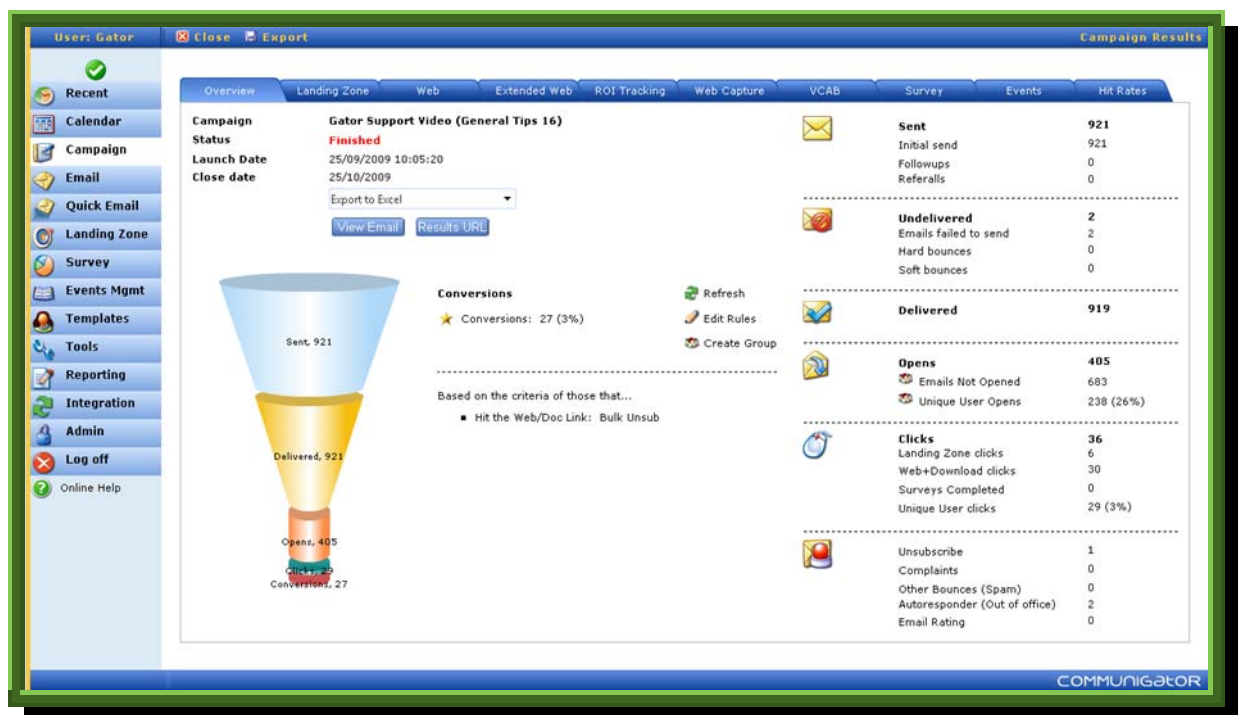 User: Gator
Close
Export
Campaign Results
Recent
Calendar
Campaign
Email
Quick Email
Landing Zone
Survey
Events Mgmt
Templates
Tools
Reporting
Integration
Admin
Log off
Online Help
Overview
Landing Zone
Web
Extended Web
ROI Tracking
Web Capture
VCAB
Survey
Events
Hit Rates
Campaign Gator Support Video (General Tips 16)
Status Finished
Launch Date 25/09/2009 10:05:20
Close date 25/10/2009
Export to Excel
View Email
Results URL
Sent, 921
Delivered, 921
Opens, 405
Clicks, 29
Conversions, 27
Conversions
Conversions: 27 (3%)
Refresh
Edit Rules
Create Group
Based on the criteria of those that...
Hit the Web/Doc Link: Bulk Unsub
Sent 921
Initial send 921
Followups 0
Referalls 0
Undelivered 2
Emails failed to send 2
Hard bounces 0
Soft bounces 0
Delivered 919
Opens 405
Emails Not Opened 683
Unique User Opens 238 (26%)
Clicks 36
Landing Zone clicks 6
Web+Download clicks 30
Surveys Completed 0
Unique User clicks 29 (3%)
Unsubscribe 1
Complaints 0
Other Bounces (Spam) 0
Autoresponder (Out of office) 2
Email Rating 0
COMMUNIGATOR